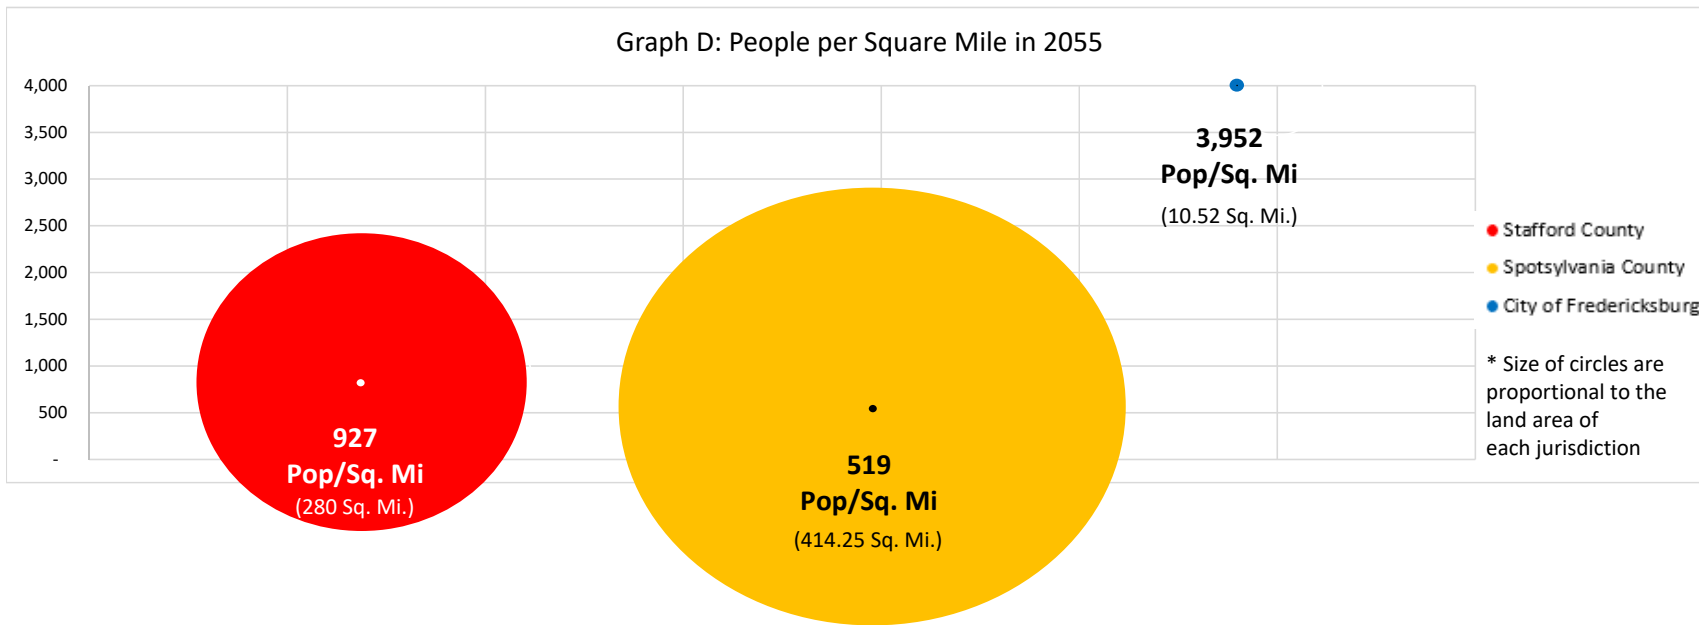 Graph D: People per Square Mile in 2055
4,000
3,500
3,000
2,500
2,000
1,500
1,000
500
-
927
Pop/Sq. Mi
(280 Sq. Mi.)
519
Pop/Sq. Mi
(414.25 Sq. Mi.)
3,952
Pop/Sq. Mi
(10.52 Sq. Mi.)
Stafford County
Spotsylvania County
City of Fredericksburg
* Size of circles are
proportional to the
land area of
each jurisdiction